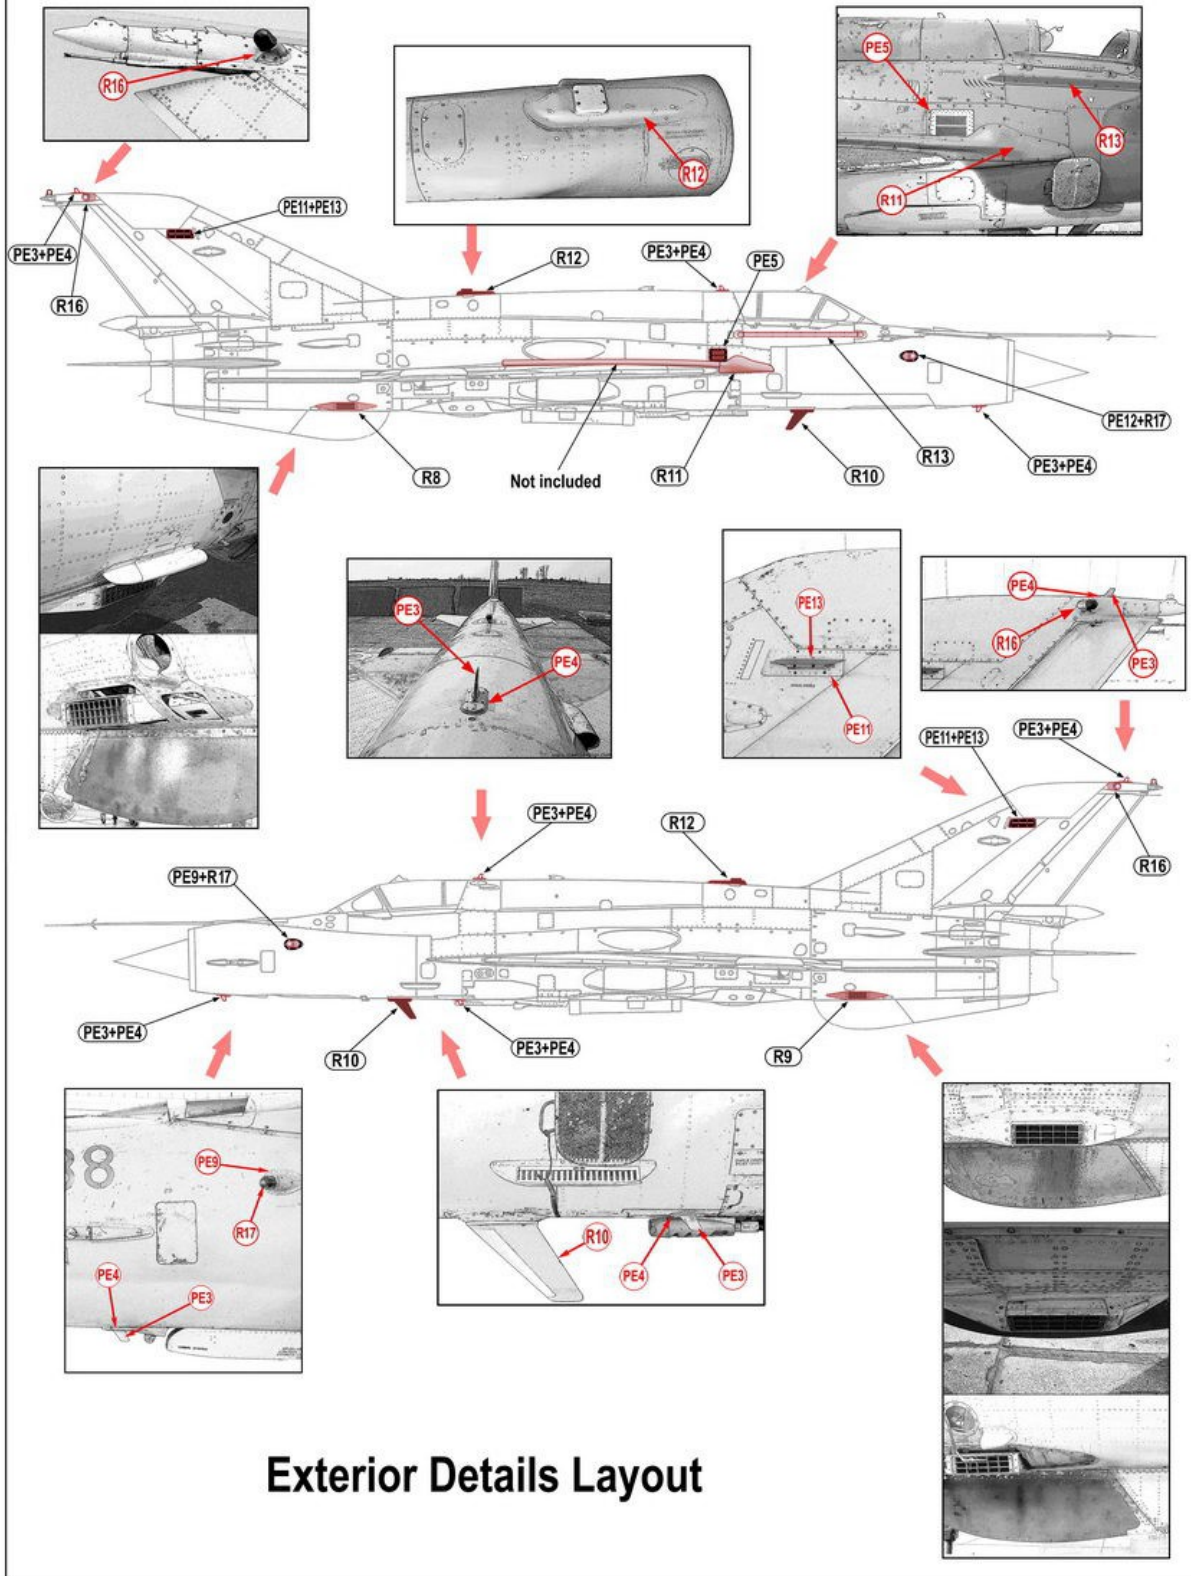 R16
R12
PE5
R13
R11
PE11+PE13
PE3+PE4
R16
R12
PE3+PE4
PE5
PE12+R17
R8
Not included
R11
R10
R13
PE3+PE4
PE3
PE4
PE13
PE11
PE4
R16
PE3
PE11+PE13
PE3+PE4
PE3+PE4
R12
R16
PE9+R17
PE3+PE4
R10
PE3+PE4
R9
38
PE9
R17
PE4
PE3
R10
PE4
PE3
Exterior Details Layout